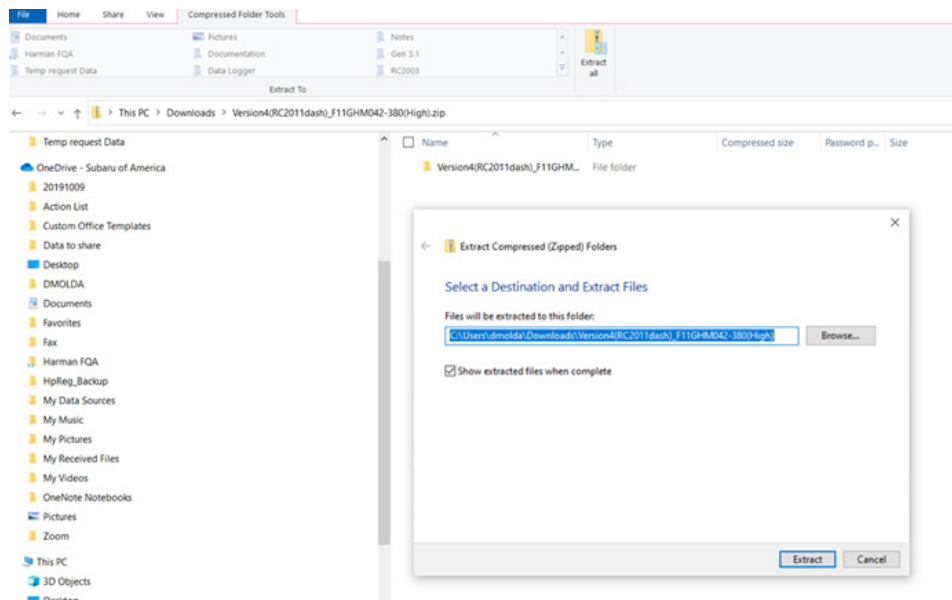 File Home Share View Compressed Folder Tools
Documents Pictures Notes
Harman FQA Documentation Gen 3.1
Temp request Data Data Logger RC2003
Extract all
Extract To
This PC > Downloads > Version4(RC2011dash)_F11GHM042-380(High).zip
Temp request Data
OneDrive - Subaru of America
20191009
Action List
Custom Office Templates
Data to share
Desktop
DMOLDA
Documents
Favorites
Fax
Harman FQA
HpReg_Backup
My Data Sources
My Music
My Pictures
My Received Files
My Videos
OneNote Notebooks
Pictures
Zoom
This PC
3D Objects
Desktop
Name Type Compressed size Password p... Size
Version4(RC2011dash)_F11GHM... File folder
Extract Compressed (Zipped) Folders
Select a Destination and Extract Files
Files will be extracted to this folder:
C:\Users\dmolda\Downloads\Version4(RC2011dash)_F11GHM042-380(High)
Browse...
Show extracted files when complete
Extract Cancel